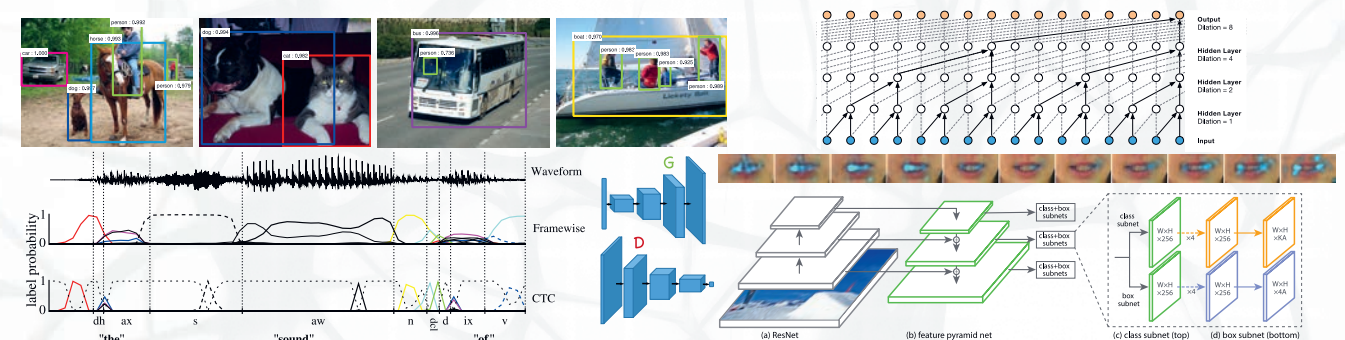 person : 0.992
horse : 0.993
car : 1.000
dog : 0.997
person : 0.979
dog : 0.994
cat : 0.982
bus : 0.996
person : 0.736
boat : 0.970
person : 0.983
person : 0.925
person : 0.989
Output
Dilation = 8
Hidden Layer
Dilation = 4
Hidden Layer
Dilation = 2
Hidden Layer
Dilation = 1
Input
Waveform
Framewise
CTC
label probability
1
0
1
0
dh ax s aw n dcl d ix v
"the" "sound" "of"
G
D
class+box
subnets
class+box
subnets
class+box
subnets
class
subnet
box
subnet
W×H
×256
×4
W×H
×256
W×H
×KA
W×H
×256
×4
W×H
×256
W×H
×4A
(a) ResNet
(b) feature pyramid net
(c) class subnet (top)
(d) box subnet (bottom)